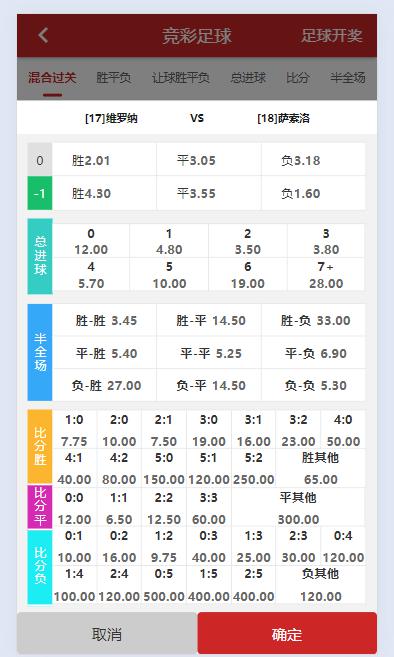 竞彩足球 足球开奖
混合过关 胜平负 让球胜平负 总进球 比分 半全场
[17]维罗纳 VS [18]萨索洛
0 胜2.01 平3.05 负3.18
-1 胜4.30 平3.55 负1.60
总进球
0 1 2 3
12.00 4.80 3.50 3.80
4 5 6 7+
5.70 10.00 19.00 28.00
半全场
胜-胜 3.45 胜-平 14.50 胜-负 33.00
平-胜 5.40 平-平 5.25 平-负 6.90
负-胜 27.00 负-平 14.50 负-负 5.30
比分胜
1:0 2:0 2:1 3:0 3:1 3:2 4:0
7.75 10.00 7.50 19.00 16.00 23.00 50.00
4:1 4:2 5:0 5:1 5:2 胜其他
40.00 80.00 150.00 120.00 250.00 65.00
比分平
0:0 1:1 2:2 3:3 平其他
12.00 6.50 12.50 60.00 300.00
比分负
0:1 0:2 1:2 0:3 1:3 2:3 0:4
10.00 16.00 9.75 40.00 25.00 30.00 120.00
1:4 2:4 0:5 1:5 2:5 负其他
100.00 120.00 500.00 400.00 400.00 120.00
取消 确定